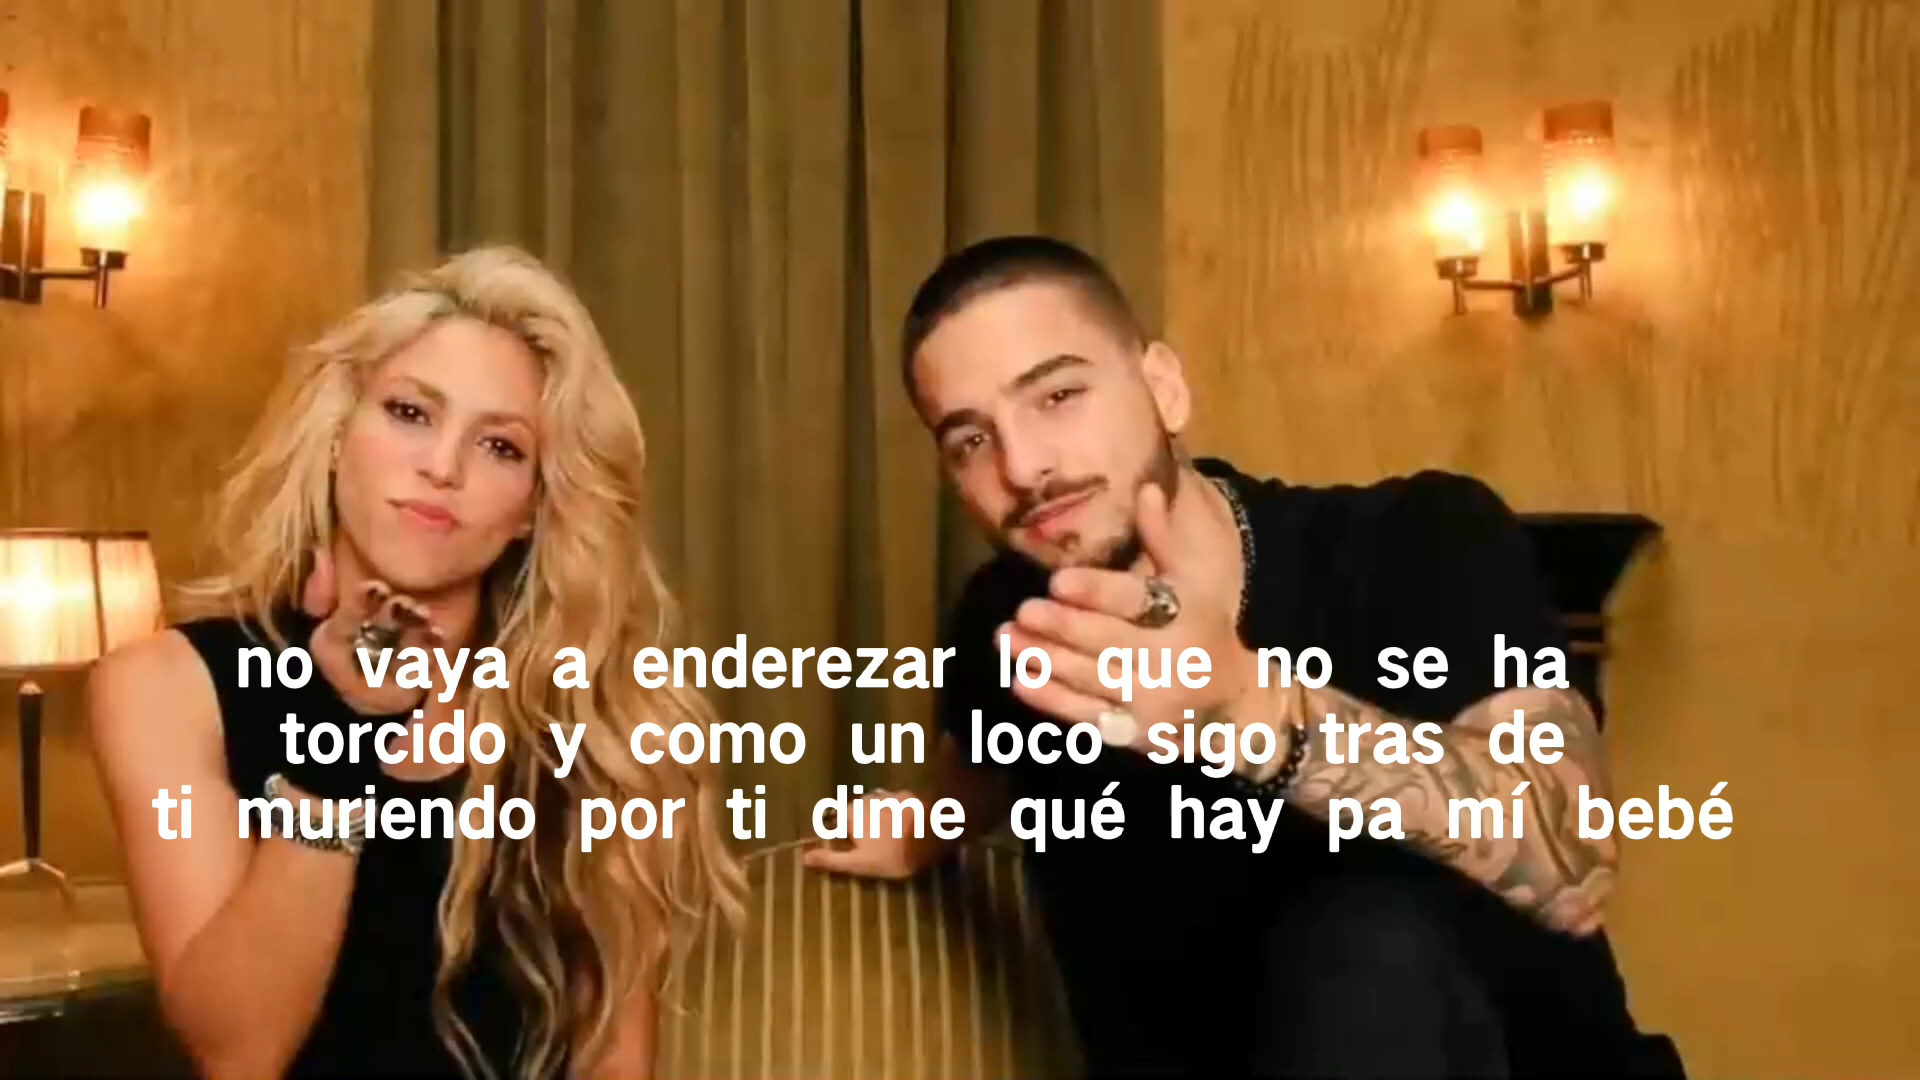 no vaya a enderezar lo que no se ha
torcido y como un loco sigo tras de
ti muriendo por ti dime qué hay pa mí bebé